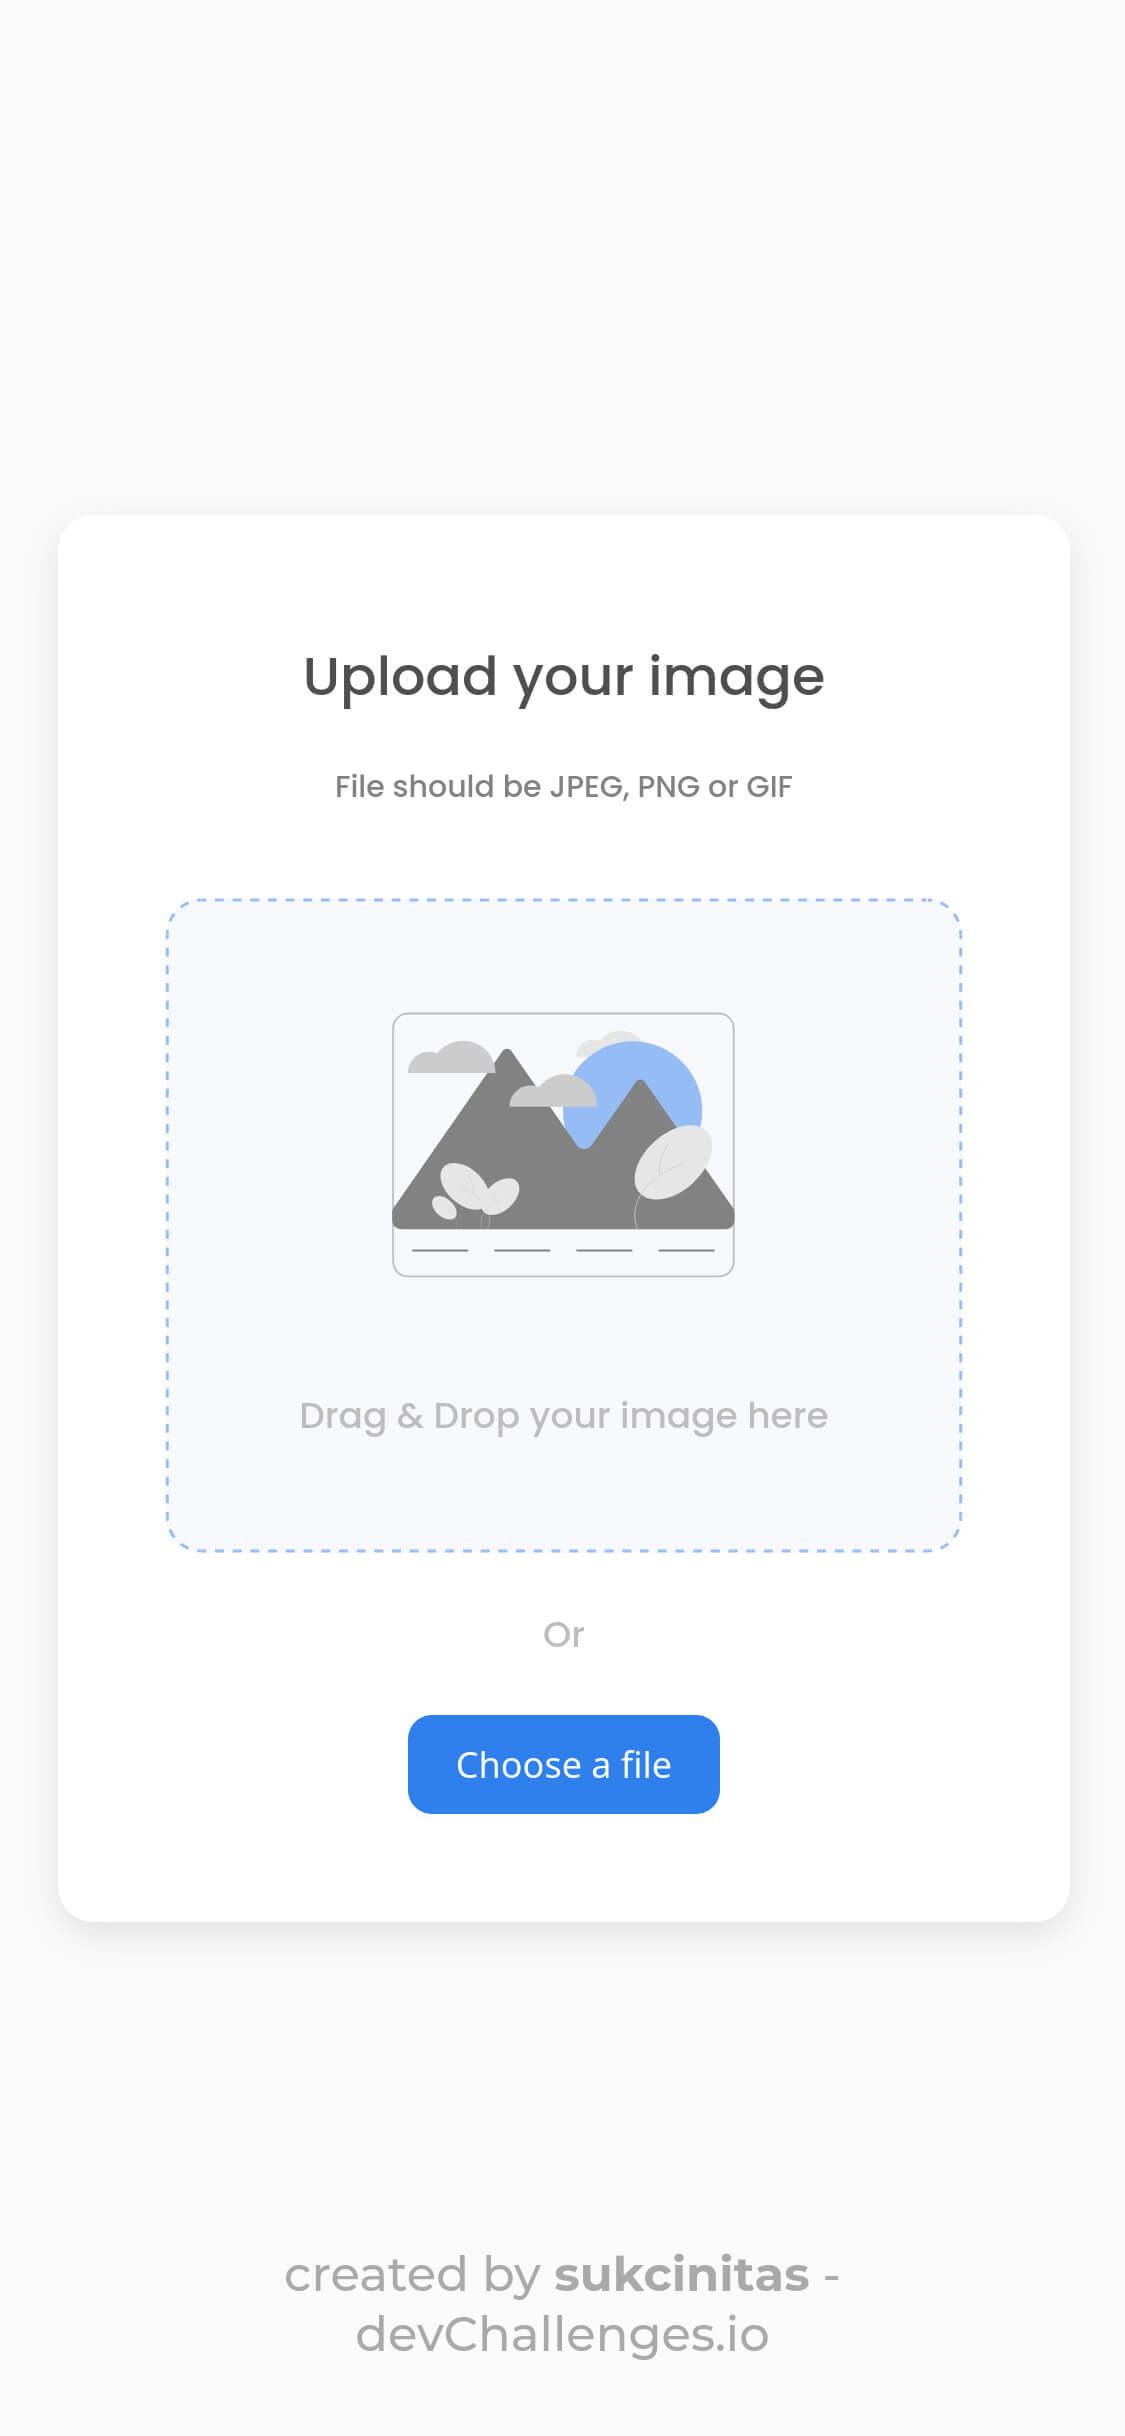 Upload your image
File should be JPEG, PNG or GIF
Drag & Drop your image here
Or
Choose a file
created by sukcinitas -
devChallenges.io